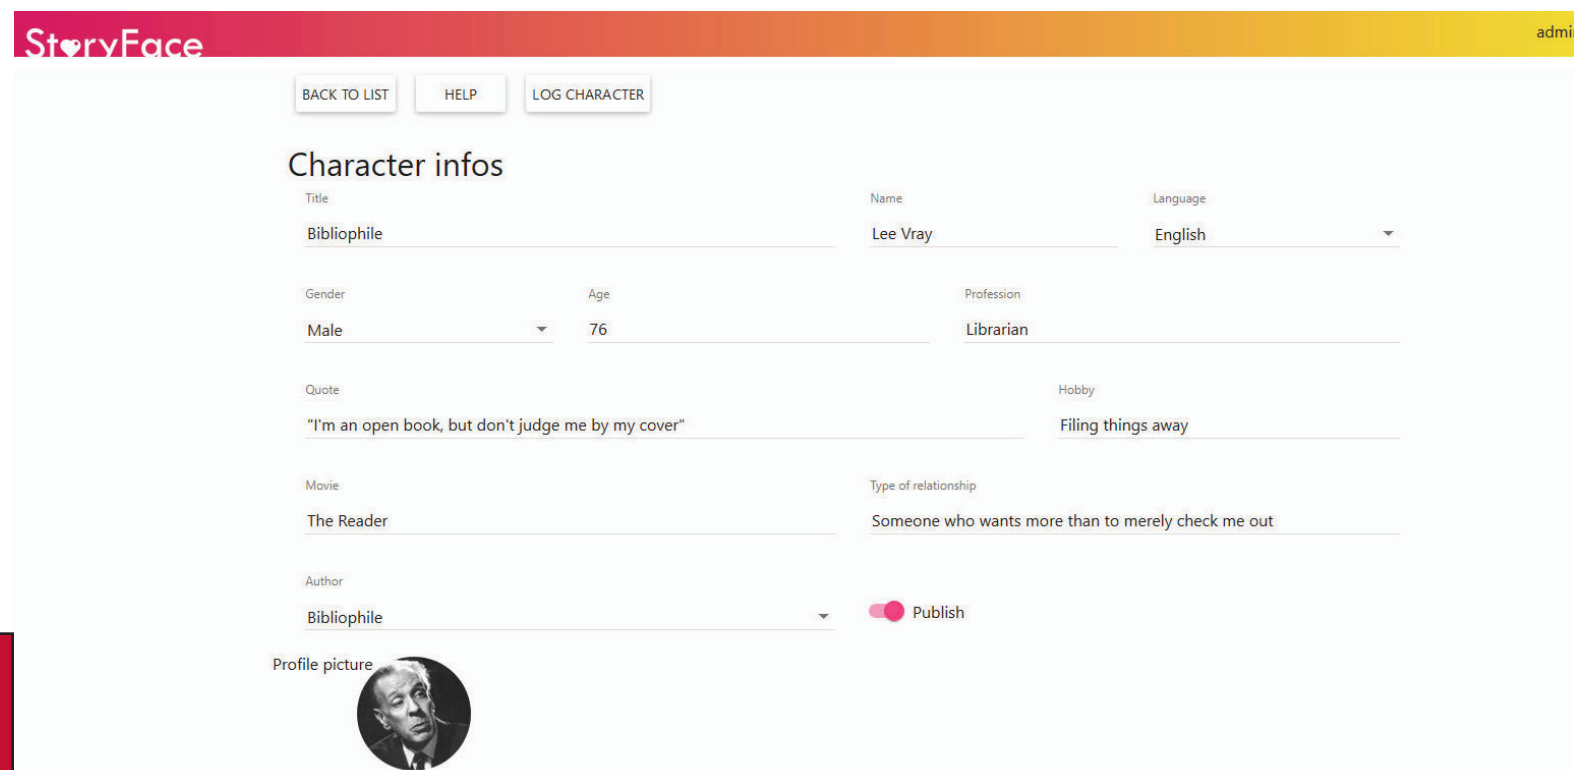 StoryFace
admin
BACK TO LIST HELP LOG CHARACTER
Character infos
Title Name Language
Bibliophile Lee Vray English
Gender Age Profession
Male 76 Librarian
Quote Hobby
"I'm an open book, but don't judge me by my cover" Filing things away
Movie Type of relationship
The Reader Someone who wants more than to merely check me out
Author
Bibliophile Publish
Profile picture